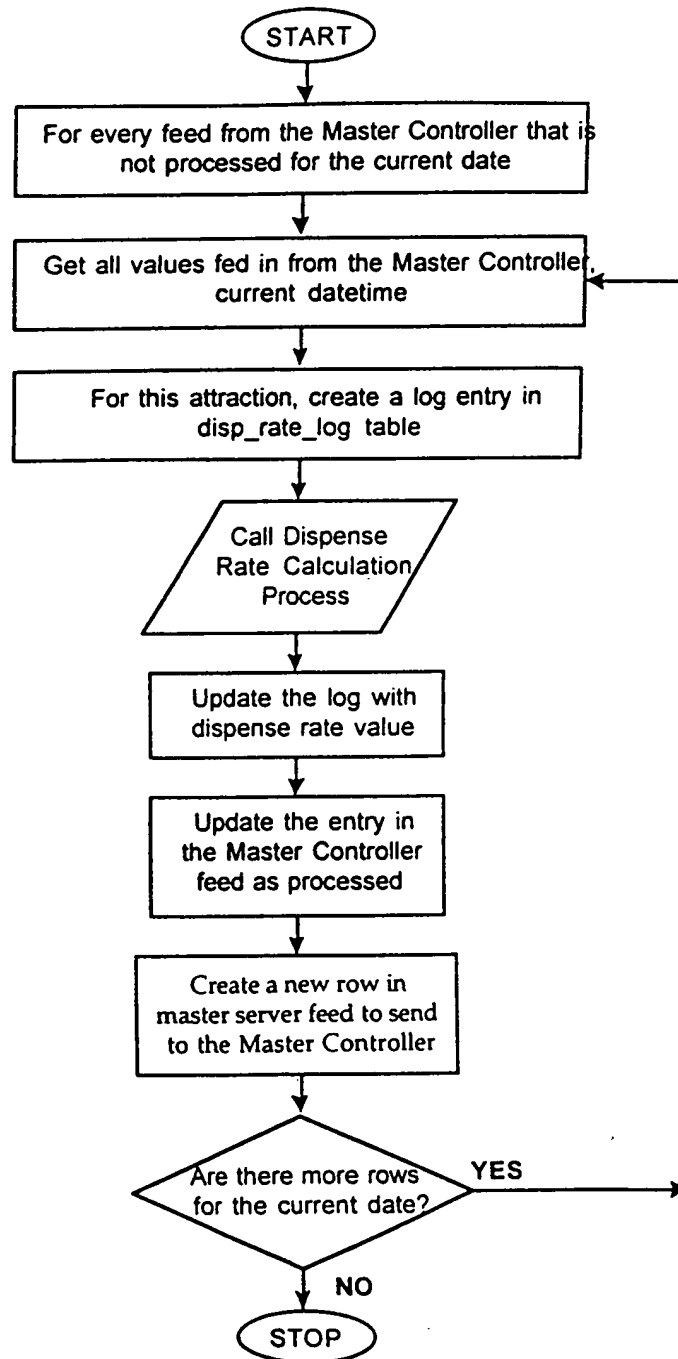 START
For every feed from the Master Controller that is
not processed for the current date
Get all values fed in from the Master Controller,
current datetime
For this attraction, create a log entry in
disp_rate_log table
Call Dispense
Rate Calculation
Process
Update the log with
dispense rate value
Update the entry in
the Master Controller
feed as processed
Create a new row in
master server feed to send
to the Master Controller
Are there more rows
for the current date?
YES
NO
STOP